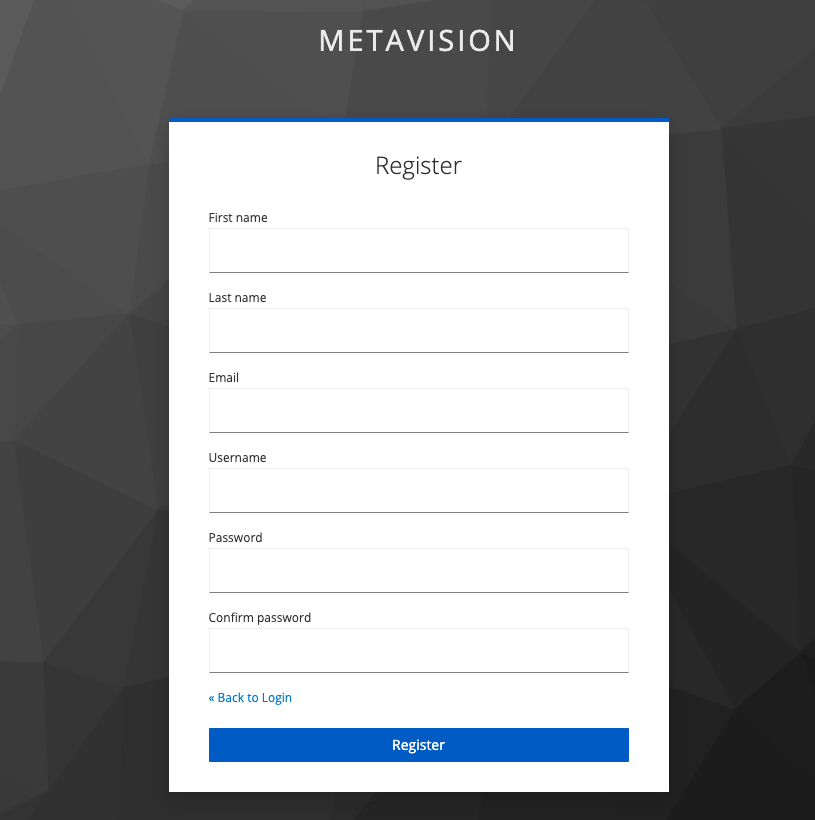 METAVISION
Register
First name
Last name
Email
Username
Password
Confirm password
« Back to Login
Register